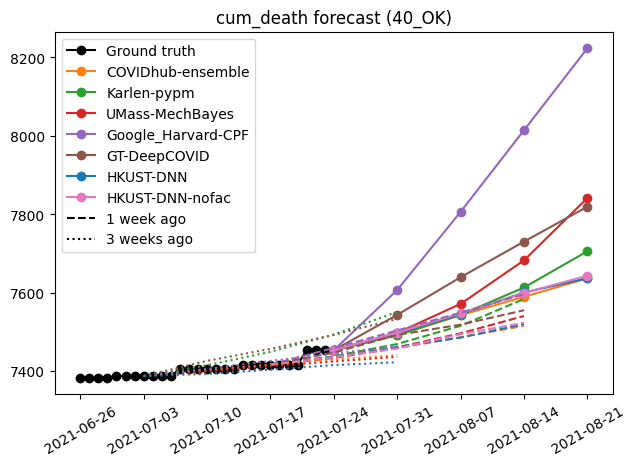 cum_death forecast (40_OK)
Ground truth
COVIDhub-ensemble
Karlen-pypm
UMass-MechBayes
Google_Harvard-CPF
GT-DeepCOVID
HKUST-DNN
HKUST-DNN-nofac
1 week ago
3 weeks ago
8200
8000
7800
7600
7400
2021-06-26
2021-07-03
2021-07-10
2021-07-17
2021-07-24
2021-07-31
2021-08-07
2021-08-14
2021-08-21